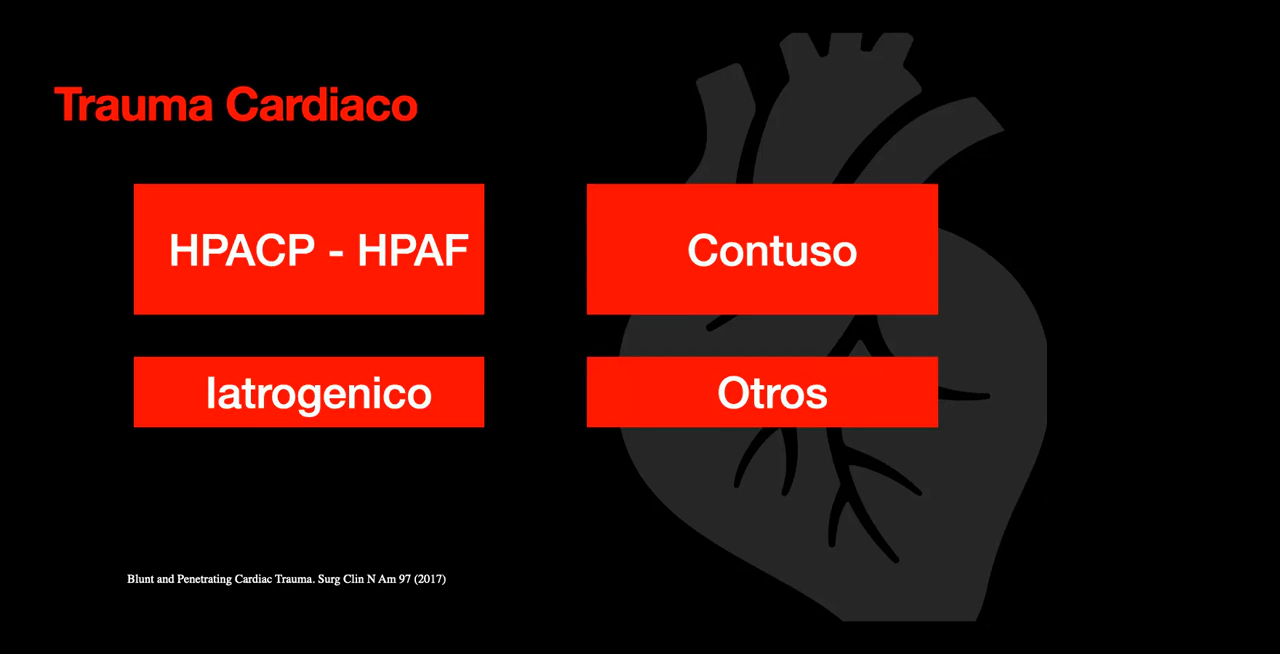 Trauma Cardiaco
HPACP - HPAF
Contuso
Iatrogenico
Otros
Blunt and Penetrating Cardiac Trauma. Surg Clin N Am 97 (2017)